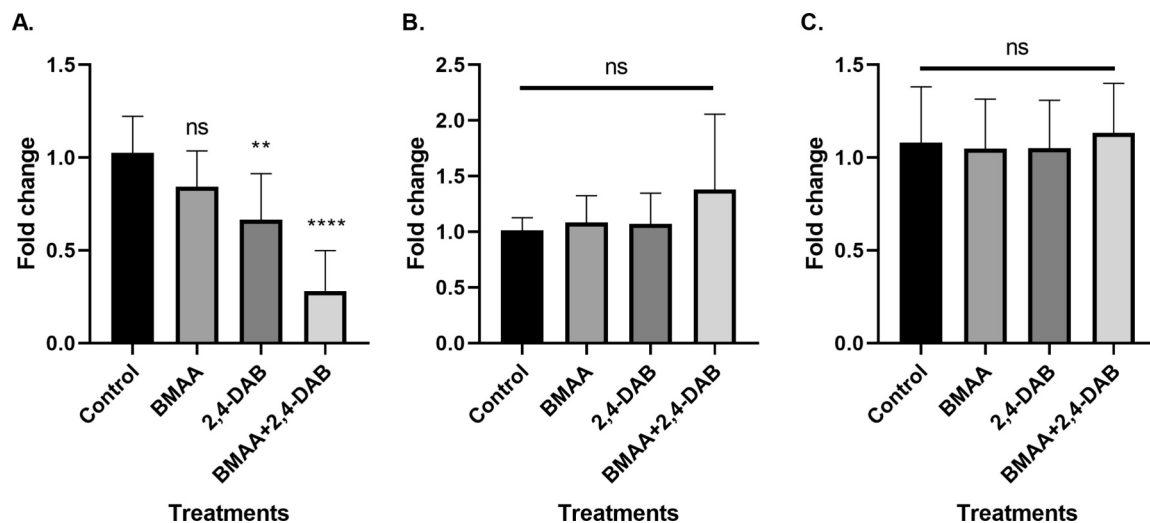 A.
Fold change
1.5
1.0
0.5
0.0
ns
**
****
Control
BMAA
2,4-DAB
BMAA+2,4-DAB
Treatments
B.
Fold change
2.5
2.0
1.5
1.0
0.5
0.0
ns
Control
BMAA
2,4-DAB
BMAA+2,4-DAB
Treatments
C.
Fold change
1.5
1.0
0.5
0.0
ns
Control
BMAA
2,4-DAB
BMAA+2,4-DAB
Treatments